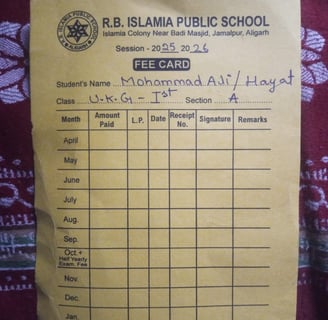 R.B. ISLAMIA PUBLIC SCHOOL
Islamia Colony Near Badi Masjid, Jamalpur, Aligarh
Session - 2025 2026
FEE CARD
Student's Name Mohammad Ali / Hayat
Class U.K.G - Ist Section A
Month Amount Paid L.P. Date Receipt No. Signature Remarks
April
May
June
July
Aug.
Sep.
Oct.+
Half Yearly
Exam. Fee
Nov.
Dec.
Jan.